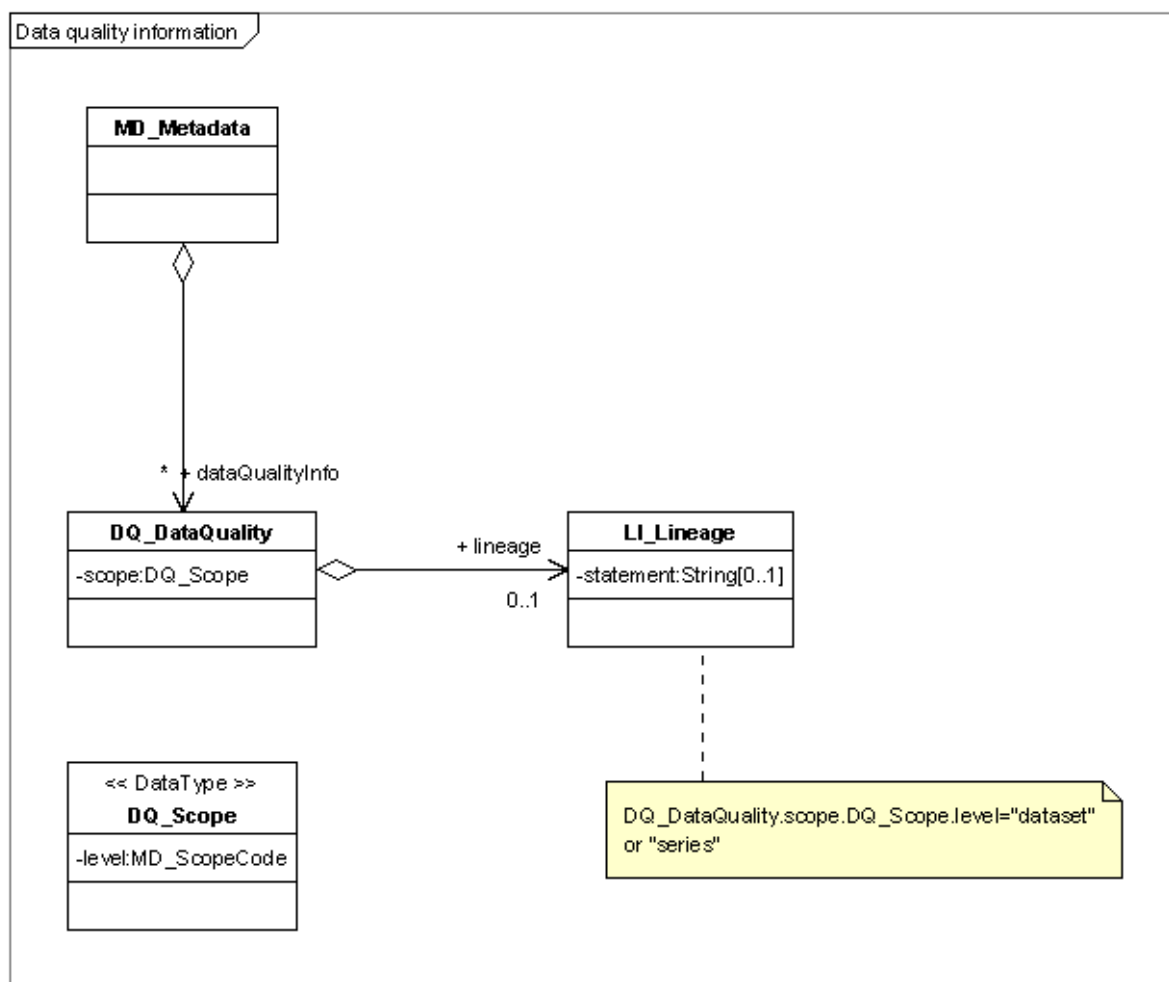 Data quality information
MD_Metadata
* + dataQualityInfo
DQ_DataQuality
-scope:DQ_Scope
+ lineage
0..1
LI_Lineage
-statement:String[0..1]
<< DataType >>
DQ_Scope
-level:MD_ScopeCode
DQ_DataQuality.scope.DQ_Scope.level="dataset"
or "series"